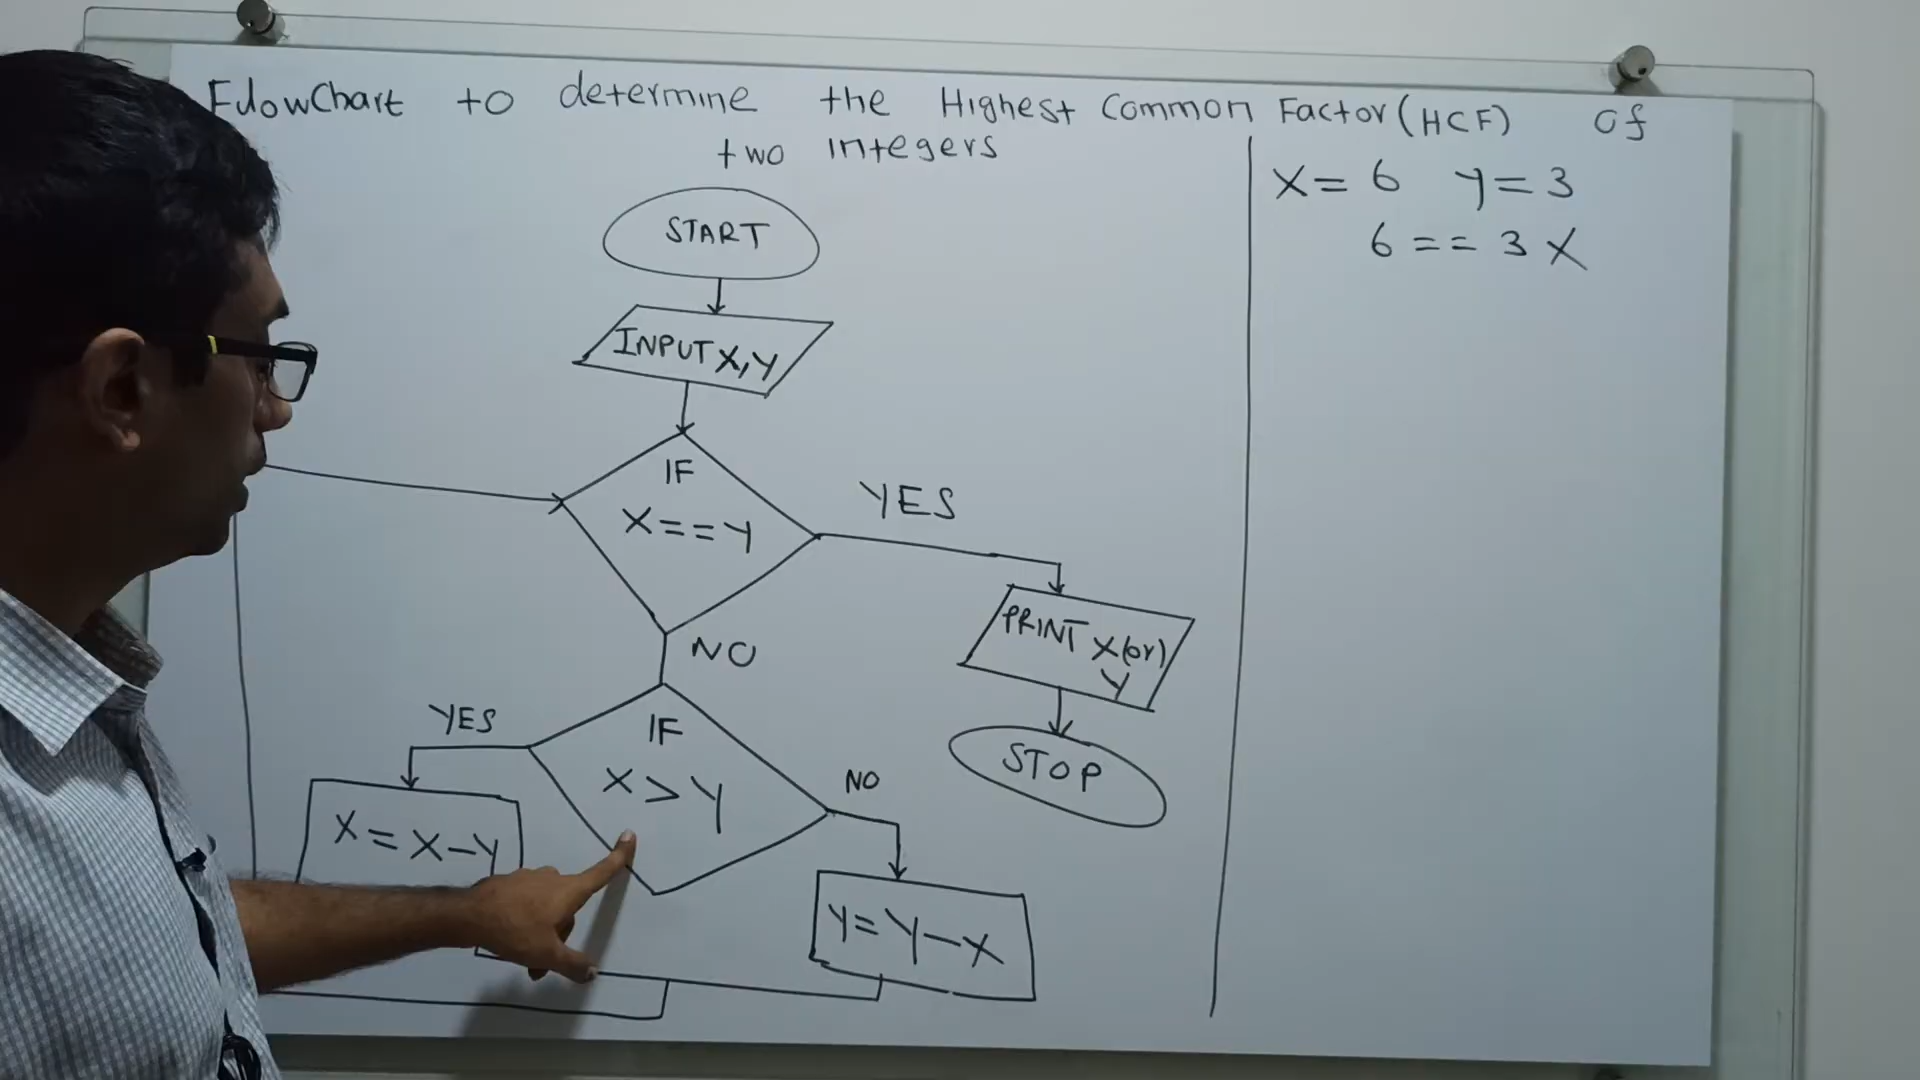 FlowChart to determine the Highest Common Factor (HCF) of
two integers
START
INPUT X,Y
IF
X==Y
YES
NO
PRINT X(or)
Y
STOP
IF
X>Y
YES
NO
X=X-Y
Y=Y-X
X=6 Y=3
6==3 X